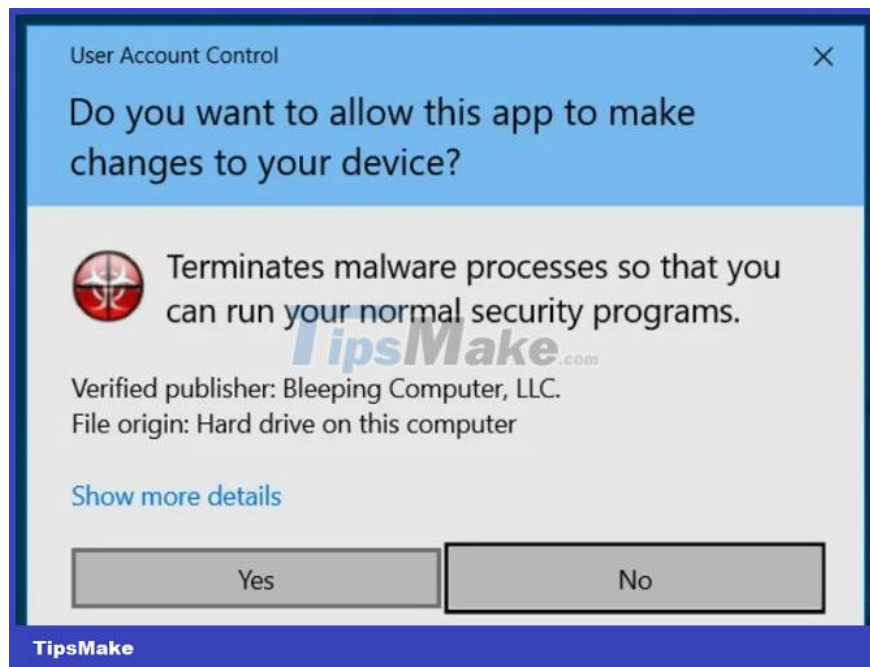 User Account Control
Do you want to allow this app to make
changes to your device?
Terminates malware processes so that you
can run your normal security programs.
TipsMake.com
Verified publisher: Bleeping Computer, LLC.
File origin: Hard drive on this computer
Show more details
Yes
No
TipsMake